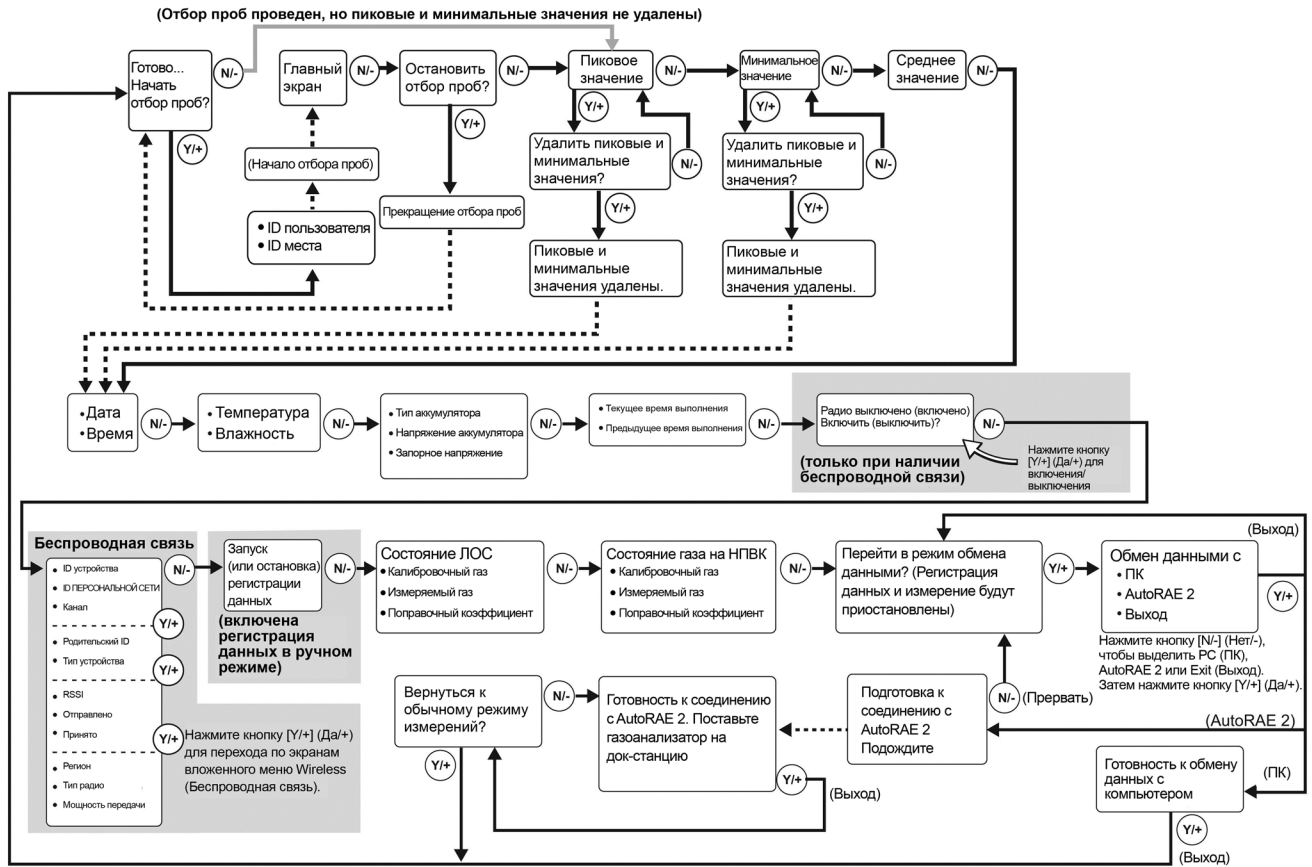 (Отбор проб проведен, но пиковые и минимальные значения не удалены)
Готово...
Начать
отбор проб?
N/-
Y/+
Главный
экран
N/-
Остановить
отбор проб?
N/-
Пиковое
значение
N/-
Y/+
Минимальное
значение
N/-
Y/+
Среднее
значение
N/-
(Начало отбора проб)
• ID пользователя
• ID места
Прекращение отбора проб
Удалить пиковые и
минимальные
значения?
N/-
Y/+
Пиковые и
минимальные
значения удалены.
Удалить пиковые и
минимальные
значения?
N/-
Y/+
Пиковые и
минимальные
значения удалены.
• Дата
• Время
N/-
• Температура
• Влажность
N/-
• Тип аккумулятора
• Напряжение аккумулятора
• Запорное напряжение
N/-
• Текущее время выполнения
• Предыдущее время выполнения
N/-
Радио выключено (включено)
Включить (выключить)?
N/-
(только при наличии
беспроводной связи)
Нажмите кнопку
[Y/+] (Да/+) для
включения/
выключения
Беспроводная связь
• ID устройства
• ID ПЕРСОНАЛЬНОЙ СЕТИ
• Канал
N/-
Y/+
• Родительский ID
• Тип устройства
Y/+
• RSSI
• Отправлено
• Принято
Y/+
• Регион
• Тип радио
• Мощность передачи
Нажмите кнопку [Y/+] (Да/+)
для перехода по экранам
вложенного меню Wireless
(Беспроводная связь).
Запуск
(или остановка)
регистрации
данных
N/-
(включена
регистрация
данных в ручном
режиме)
Состояние ЛОС
• Калибровочный газ
• Измеряемый газ
• Поправочный коэффициент
N/-
Состояние газа на НПВК
• Калибровочный газ
• Измеряемый газ
• Поправочный коэффициент
N/-
Перейти в режим обмена
данными? (Регистрация
данных и измерение будут
приостановлены)
Y/+
Обмен данными с
• ПК
• AutoRAE 2
• Выход
(Выход)
Y/+
Нажмите кнопку [N/-] (Нет/-),
чтобы выделить PC (ПК),
AutoRAE 2 или Exit (Выход).
Затем нажмите кнопку [Y/+] (Да/+).
N/-
(Прервать)
(AutoRAE 2)
Подготовка к
соединению с
AutoRAE 2
Подождите
Готовность к соединению
с AutoRAE 2. Поставьте
газоанализатор на
док-станцию
Y/+
(Выход)
Вернуться к
обычному режиму
измерений?
N/-
Y/+
(ПК)
Готовность к обмену
данных с
компьютером
Y/+
(Выход)